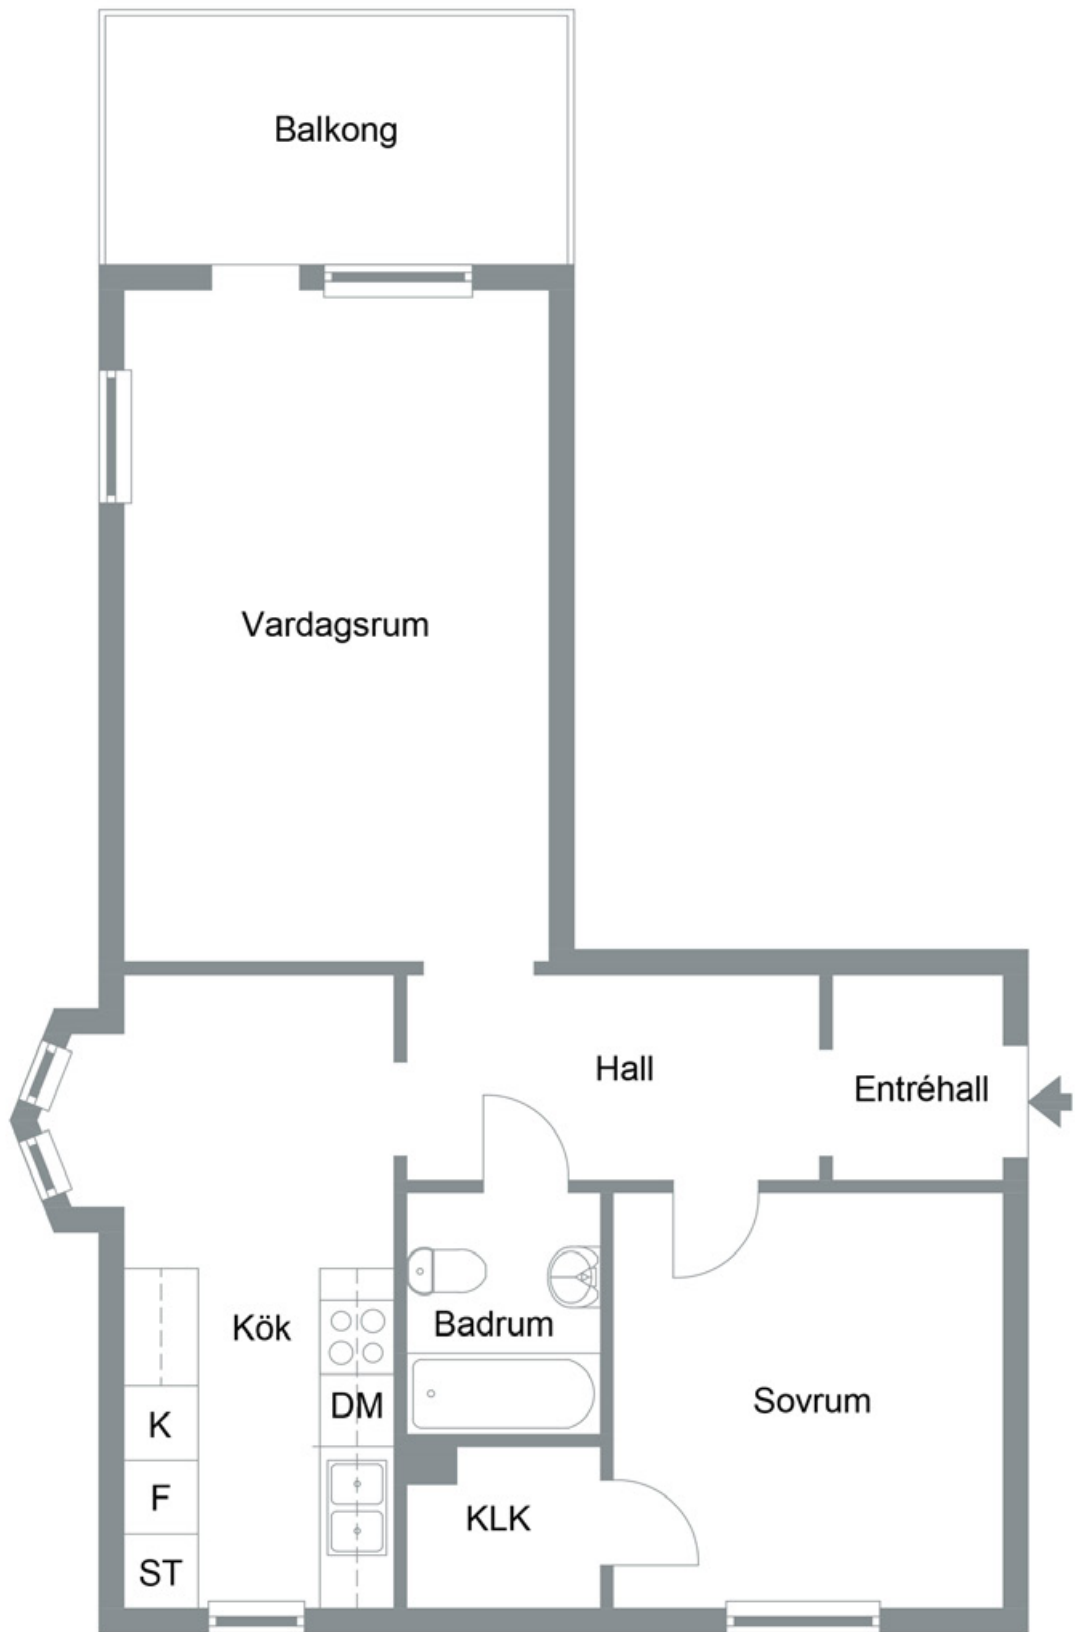 Balkong
Vardagsrum
Hall
Entréhall
Kök
Badrum
DM
Sovrum
K
F
KLK
ST